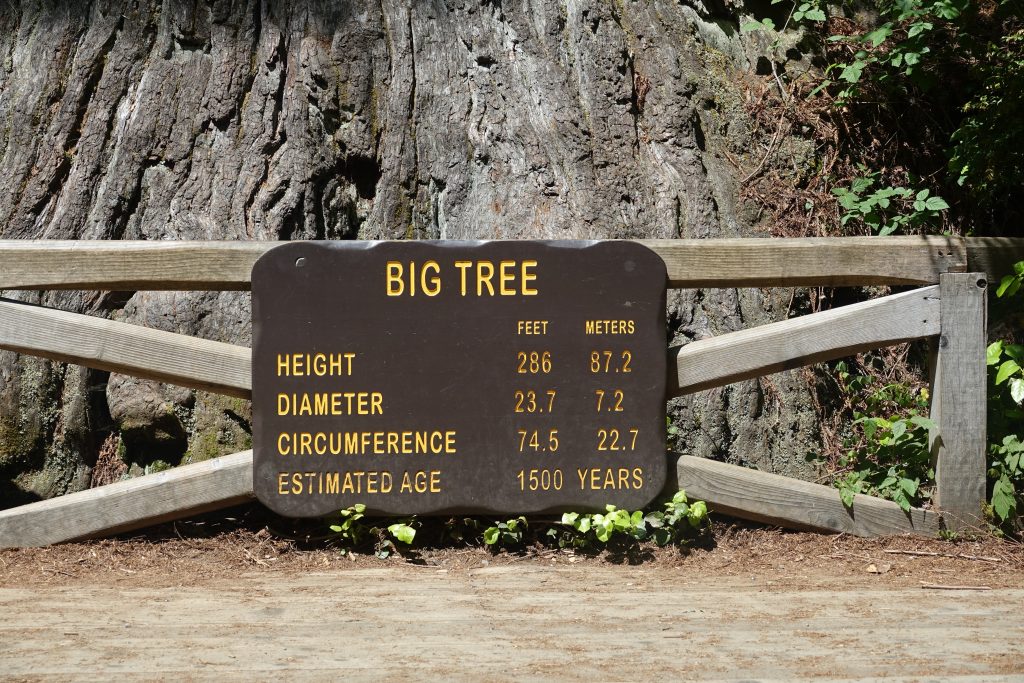 BIG TREE
FEET METERS
HEIGHT 286 87.2
DIAMETER 23.7 7.2
CIRCUMFERENCE 74.5 22.7
ESTIMATED AGE 1500 YEARS